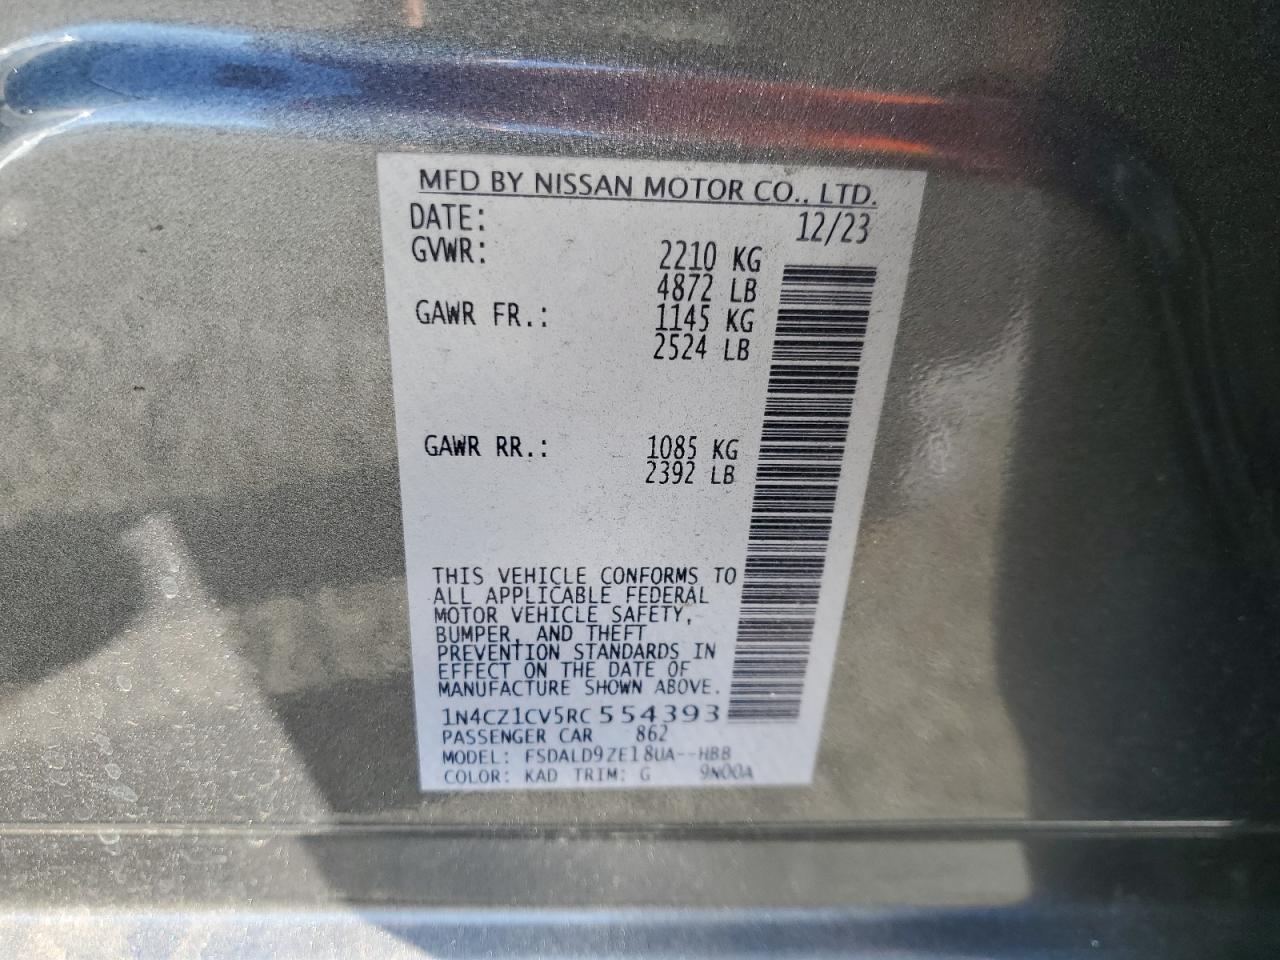 MFD BY NISSAN MOTOR CO., LTD.
DATE: 12/23
GVWR: 2210 KG
4872 LB
GAWR FR.: 1145 KG
2524 LB
GAWR RR.: 1085 KG
2392 LB
THIS VEHICLE CONFORMS TO
ALL APPLICABLE FEDERAL
MOTOR VEHICLE SAFETY,
BUMPER, AND THEFT
PREVENTION STANDARDS IN
EFFECT ON THE DATE OF
MANUFACTURE SHOWN ABOVE.
1N4CZ1CV5RC554393
PASSENGER CAR 862
MODEL: FSDALD9ZE18UA--HBB
COLOR: KAD TRIM: G 9N00A